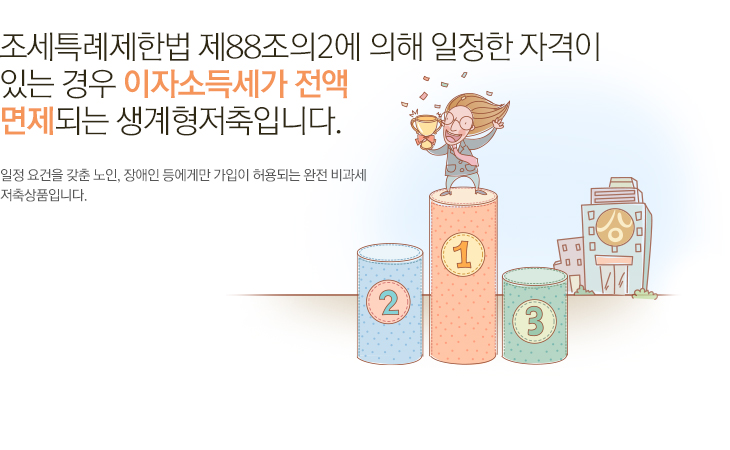 조세특례제한법 제88조의2에 의해 일정한 자격이
있는 경우 이자소득세가 전액
면제되는 생계형저축입니다.
일정 요건을 갖춘 노인, 장애인 등에게만 가입이 허용되는 완전 비과세
저축상품입니다.
1
2
3